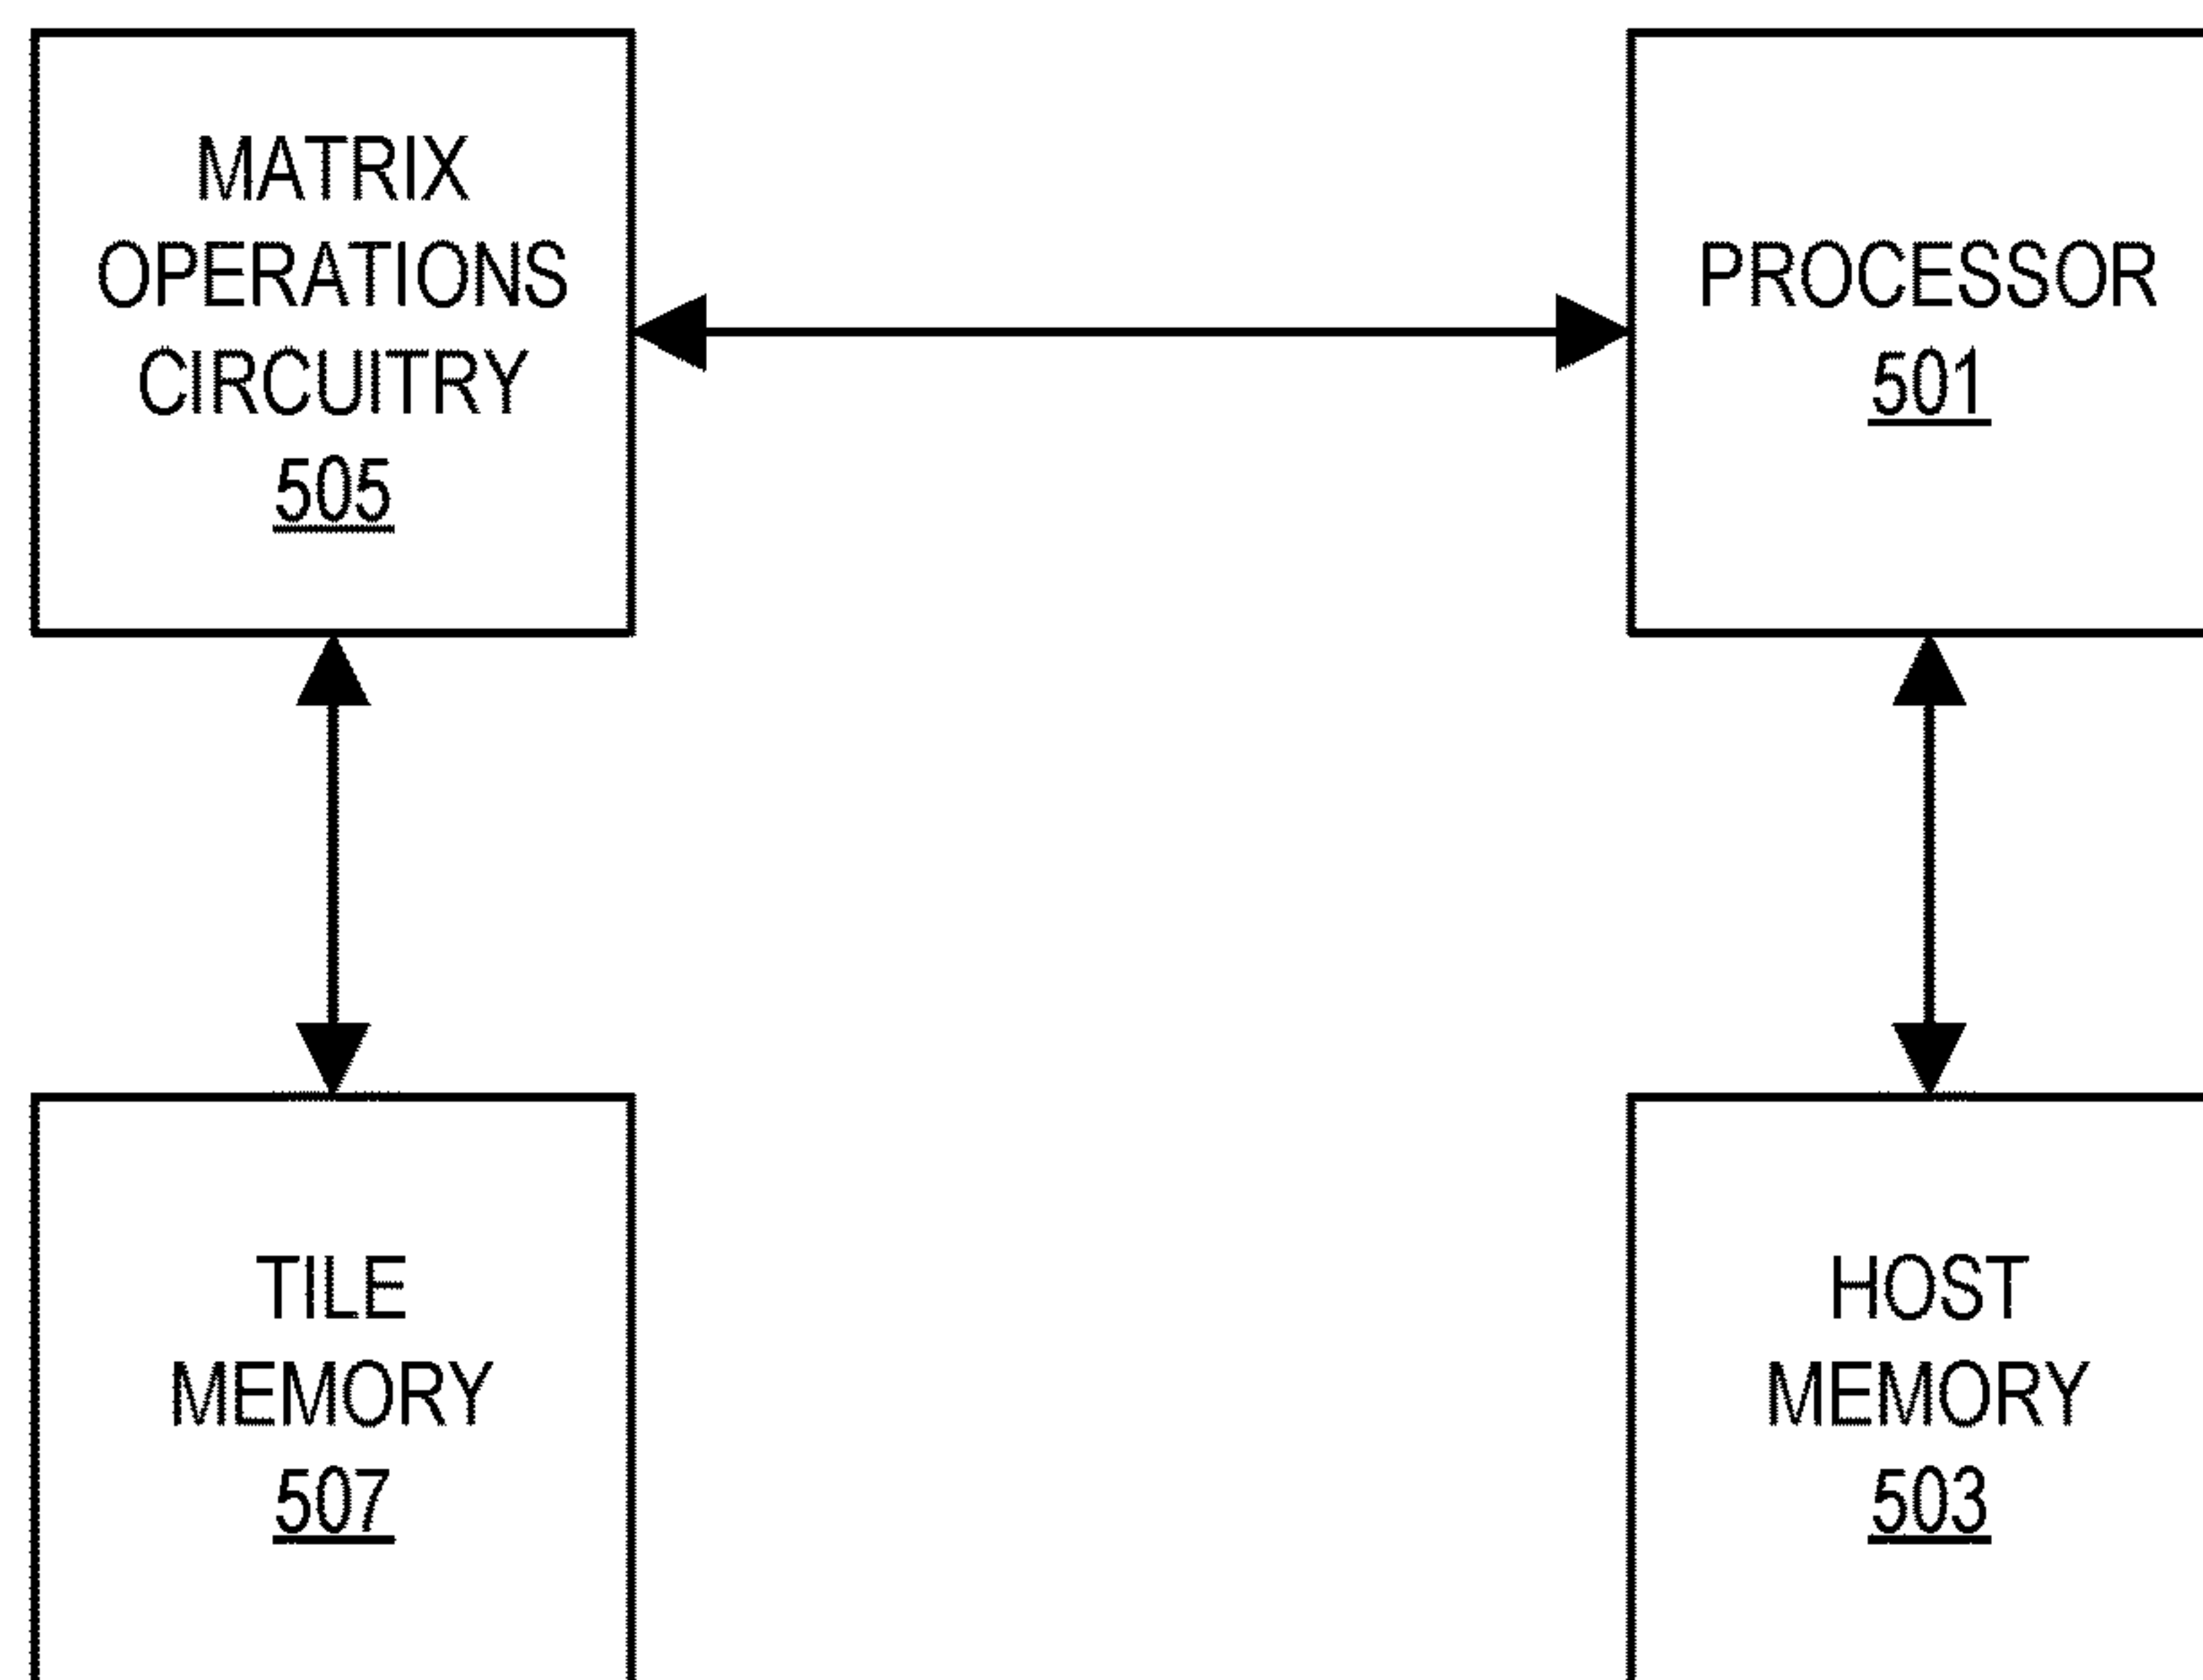 MATRIX
OPERATIONS
CIRCUITRY
505
PROCESSOR
501
TILE
MEMORY
507
HOST
MEMORY
503